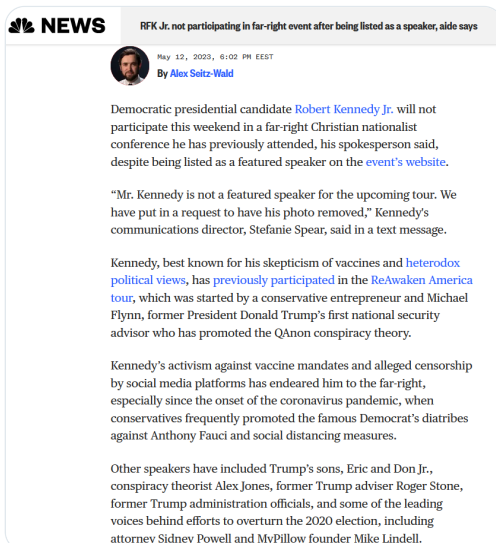 NEWS
RFK Jr. not participating in far-right event after being listed as a speaker, aide says
May 12, 2023, 6:02 PM EEST
By Alex Seitz-Wald
Democratic presidential candidate Robert Kennedy Jr. will not
participate this weekend in a far-right Christian nationalist
conference he has previously attended, his spokesperson said,
despite being listed as a featured speaker on the event’s website.
“Mr. Kennedy is not a featured speaker for the upcoming tour. We
have put in a request to have his photo removed,” Kennedy's
communications director, Stefanie Spear, said in a text message.
Kennedy, best known for his skepticism of vaccines and heterodox
political views, has previously participated in the ReAwaken America
tour, which was started by a conservative entrepreneur and Michael
Flynn, former President Donald Trump’s first national security
advisor who has promoted the QAnon conspiracy theory.
Kennedy’s activism against vaccine mandates and alleged censorship
by social media platforms has endeared him to the far-right,
especially since the onset of the coronavirus pandemic, when
conservatives frequently promoted the famous Democrat’s diatribes
against Anthony Fauci and social distancing measures.
Other speakers have included Trump’s sons, Eric and Don Jr.,
conspiracy theorist Alex Jones, former Trump adviser Roger Stone,
former Trump administration officials, and some of the leading
voices behind efforts to overturn the 2020 election, including
attorney Sidney Powell and MyPillow founder Mike Lindell.